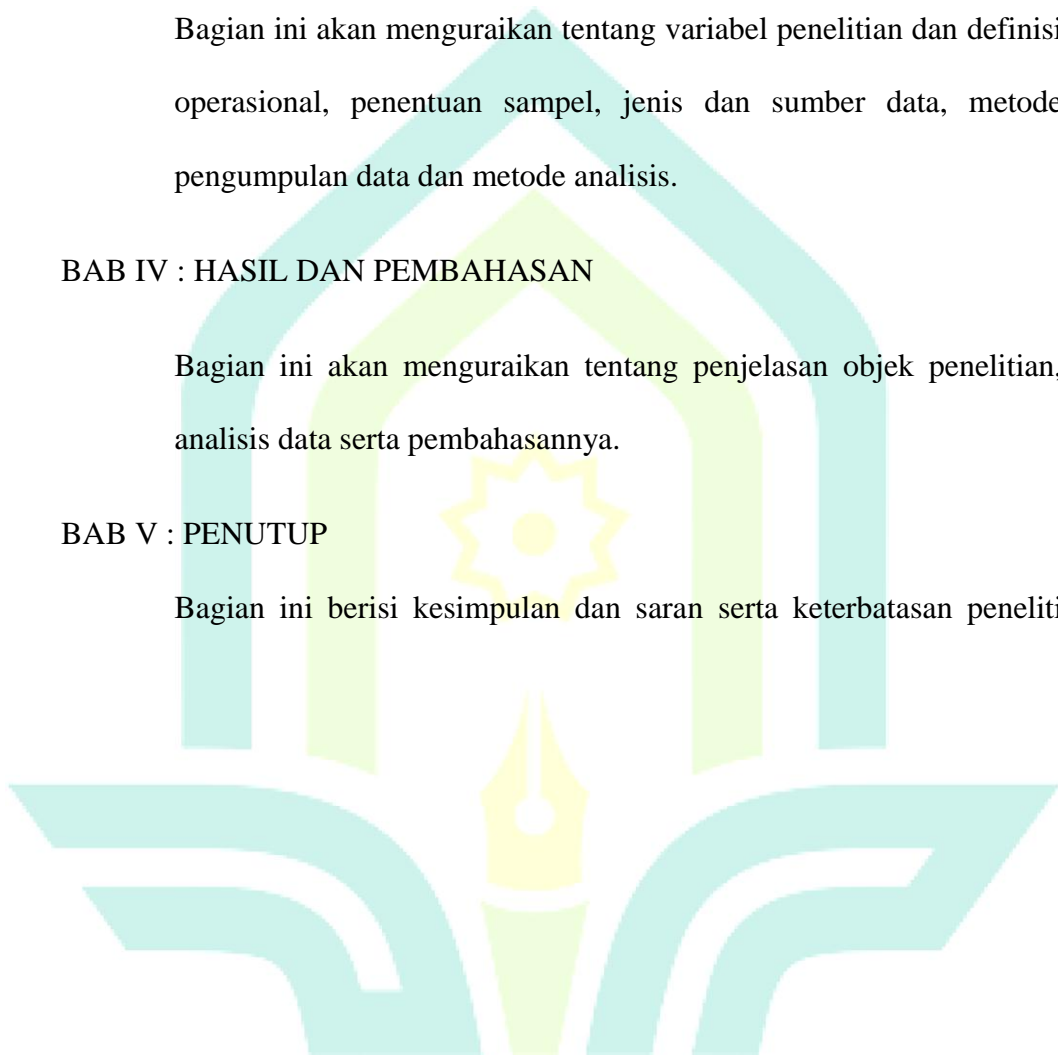 Bagian ini akan menguraikan tentang variabel penelitian dan definisi
operasional, penentuan sampel, jenis dan sumber data, metode
pengumpulan data dan metode analisis.
BAB IV : HASIL DAN PEMBAHASAN
Bagian ini akan menguraikan tentang penjelasan objek penelitian,
analisis data serta pembahasannya.
BAB V : PENUTUP
Bagian ini berisi kesimpulan dan saran serta keterbatasan peneliti